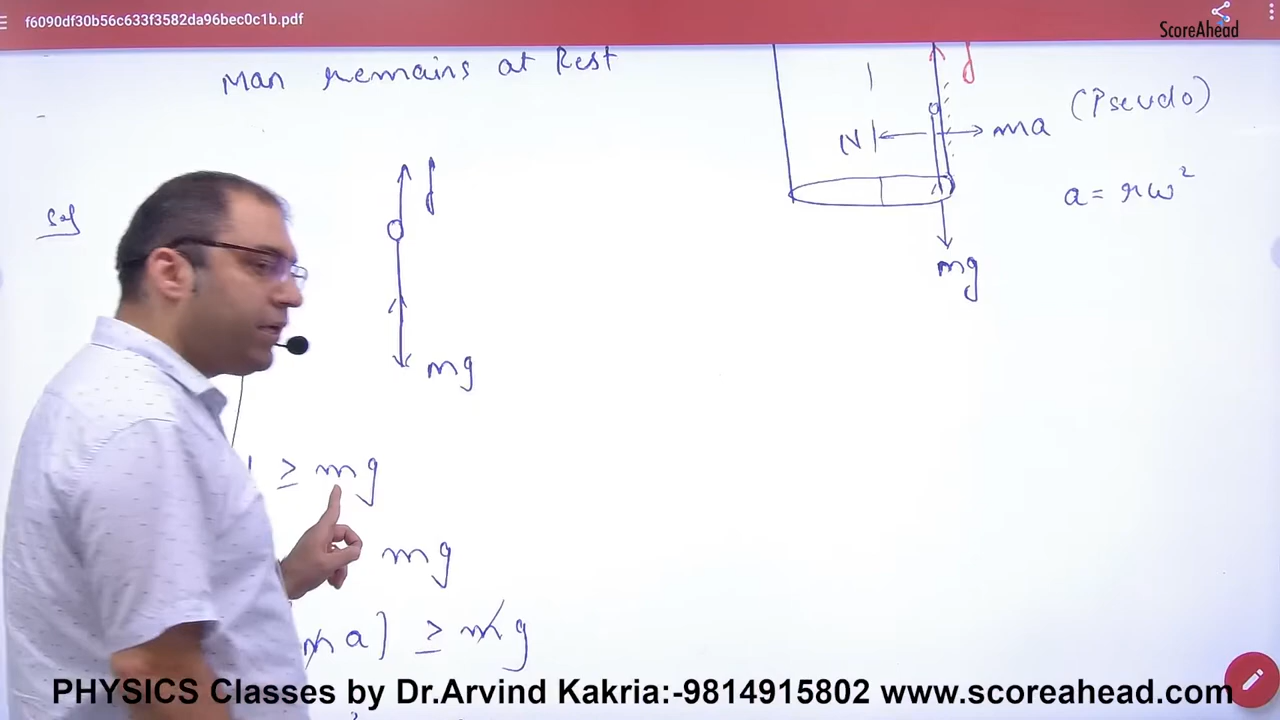 f6090df30b56c633f3582da96bec0c1b.pdf
ScoreAhead
Man remains at Rest
f
(Pseudo)
N
ma
a = rω²
Sol
f
mg
mg
≥ mg
mg
ma] ≥ mg
PHYSICS Classes by Dr.Arvind Kakria:-9814915802 www.scoreahead.com